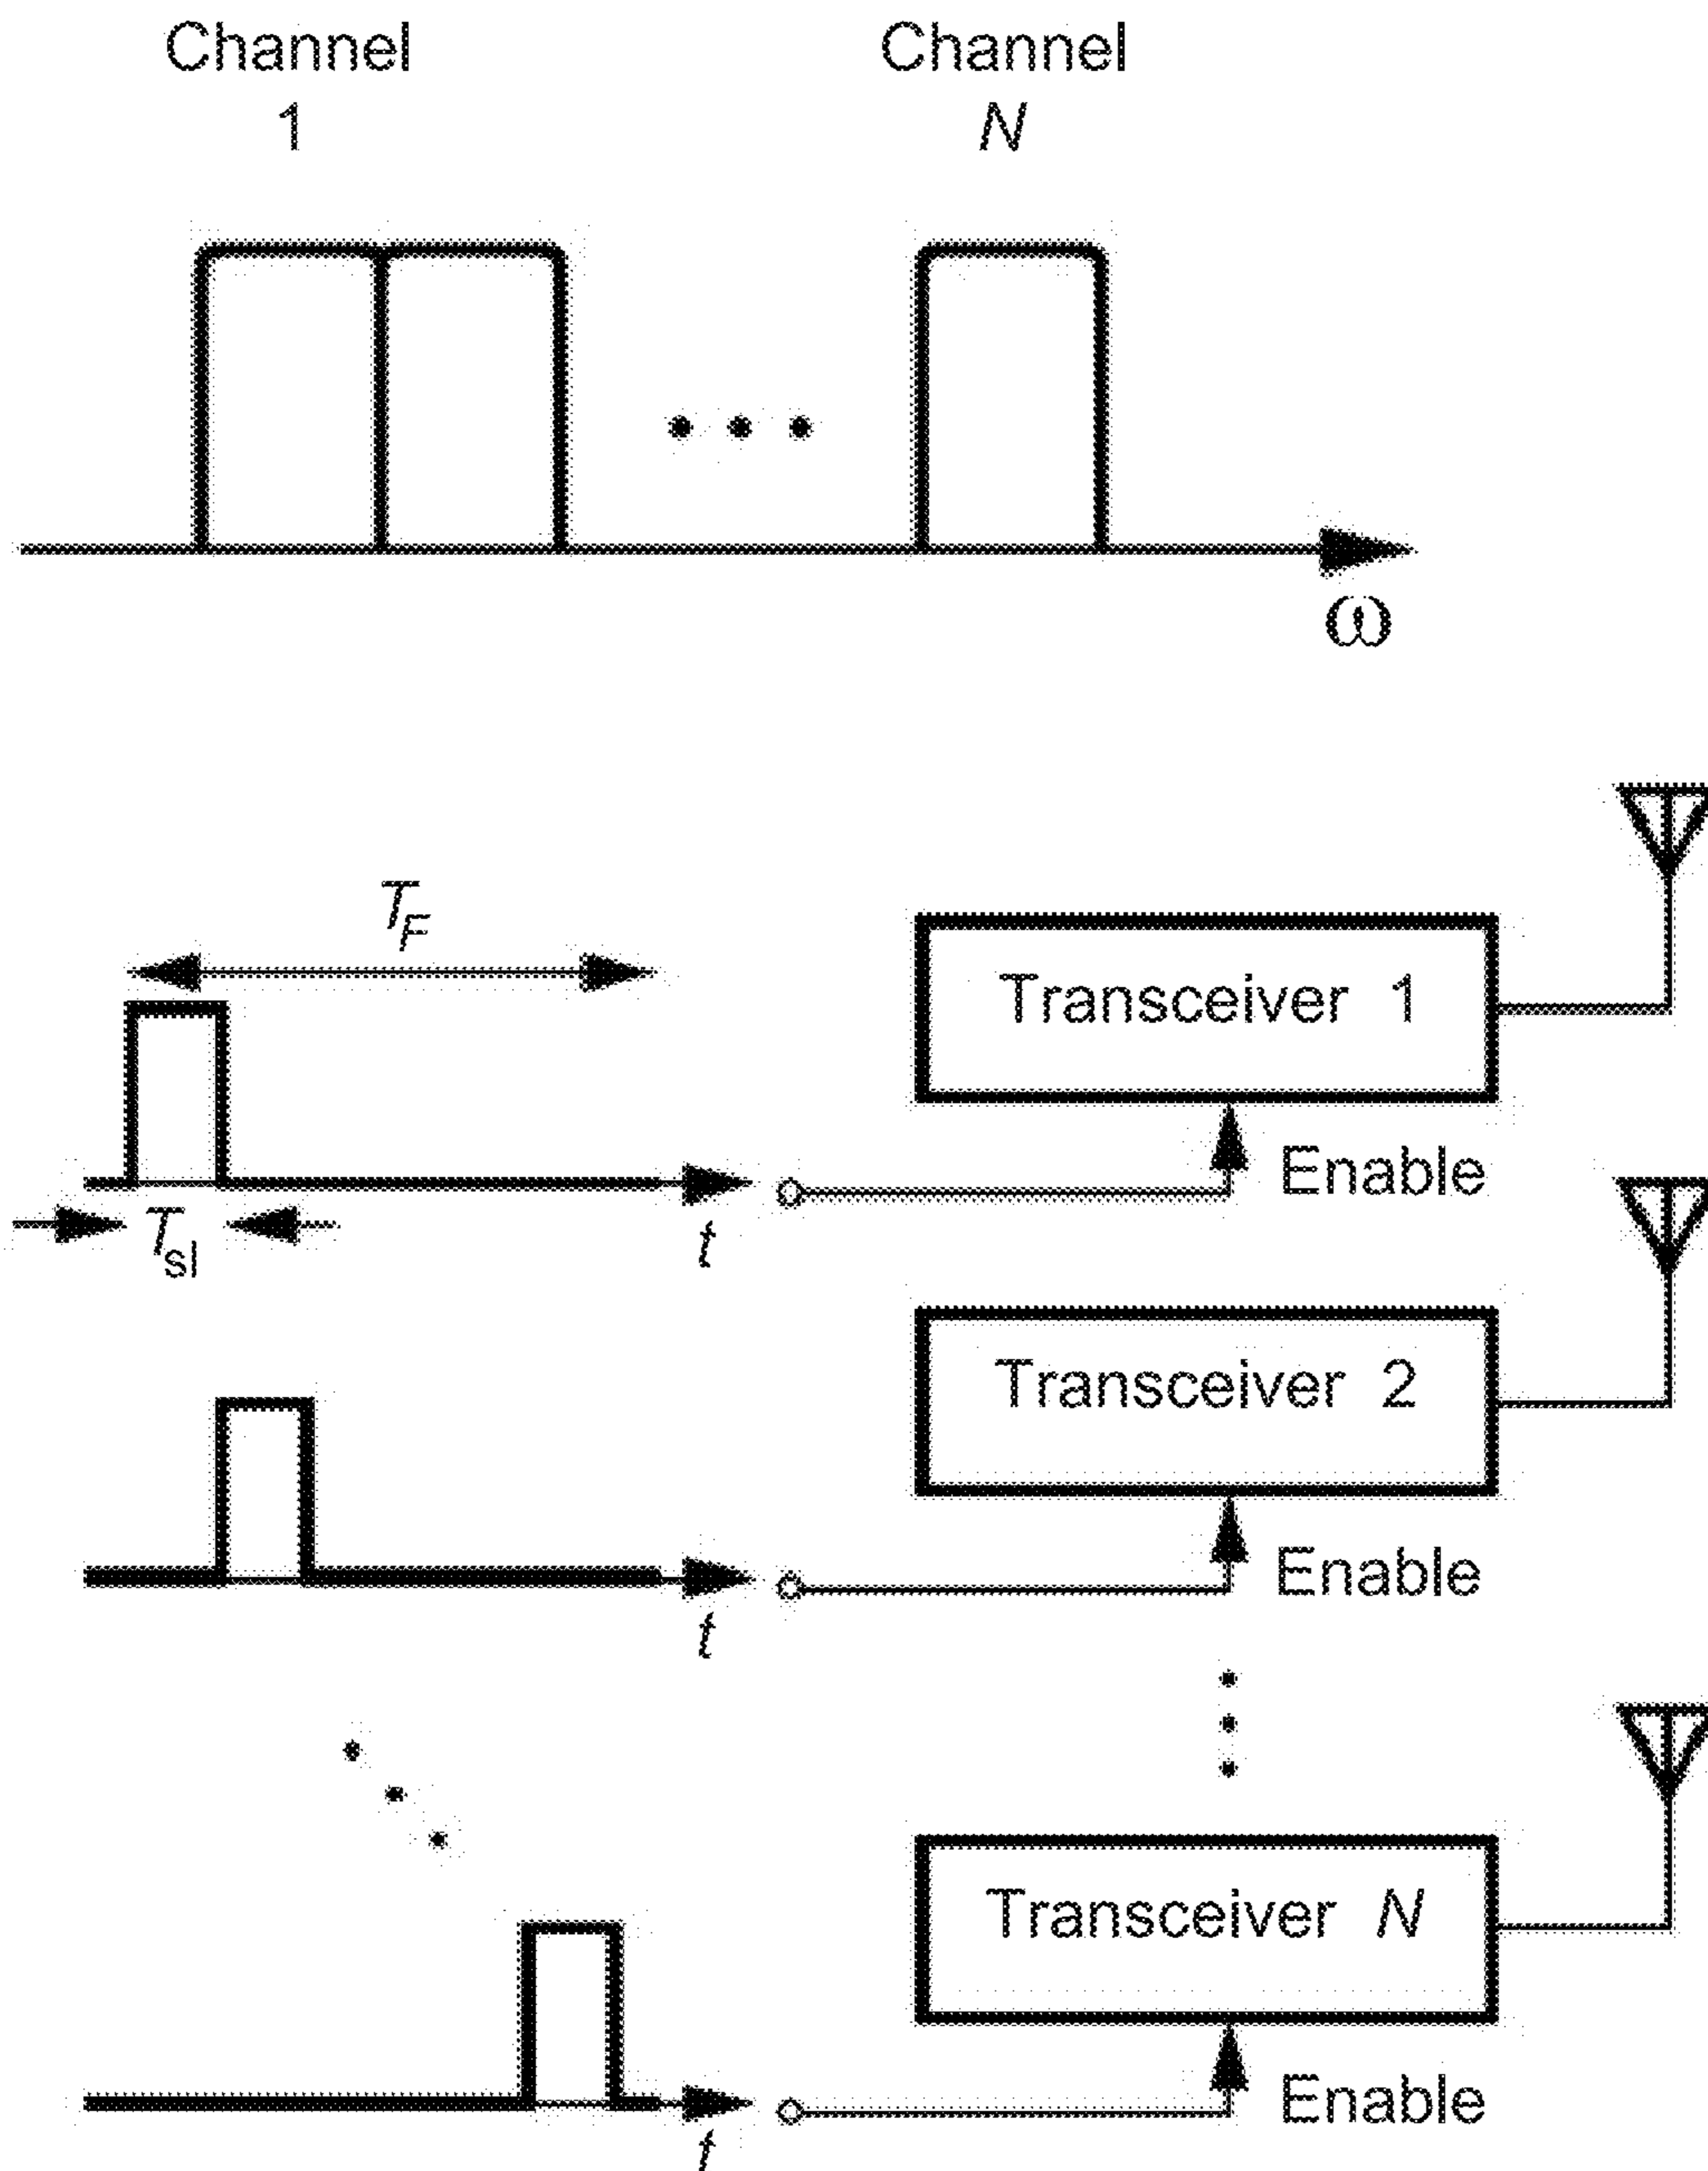 Channel Channel
1 N
ω
T_F
Transceiver 1
Enable
T_sl
t
Transceiver 2
Enable
t
Transceiver N
Enable
t